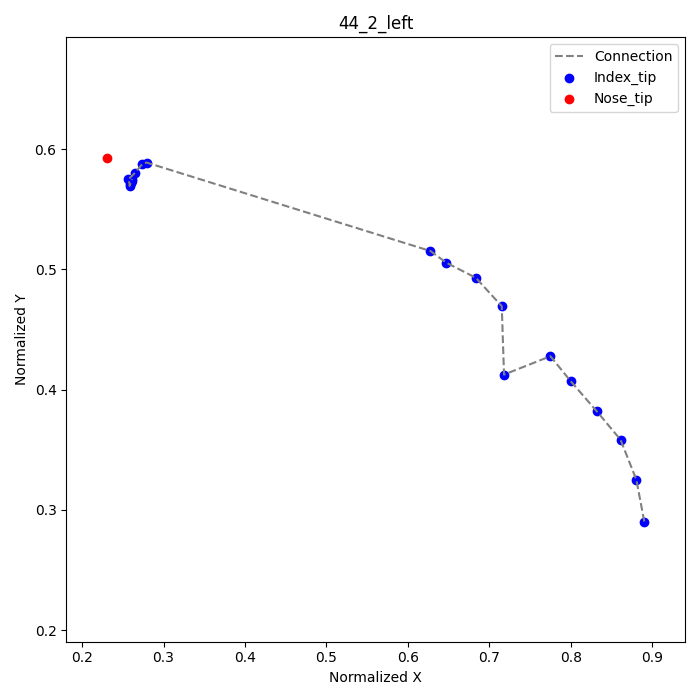 44_2_left
Connection
Index_tip
Nose_tip
Normalized Y
0.6
0.5
0.4
0.3
0.2
0.2 0.3 0.4 0.5 0.6 0.7 0.8 0.9
Normalized X